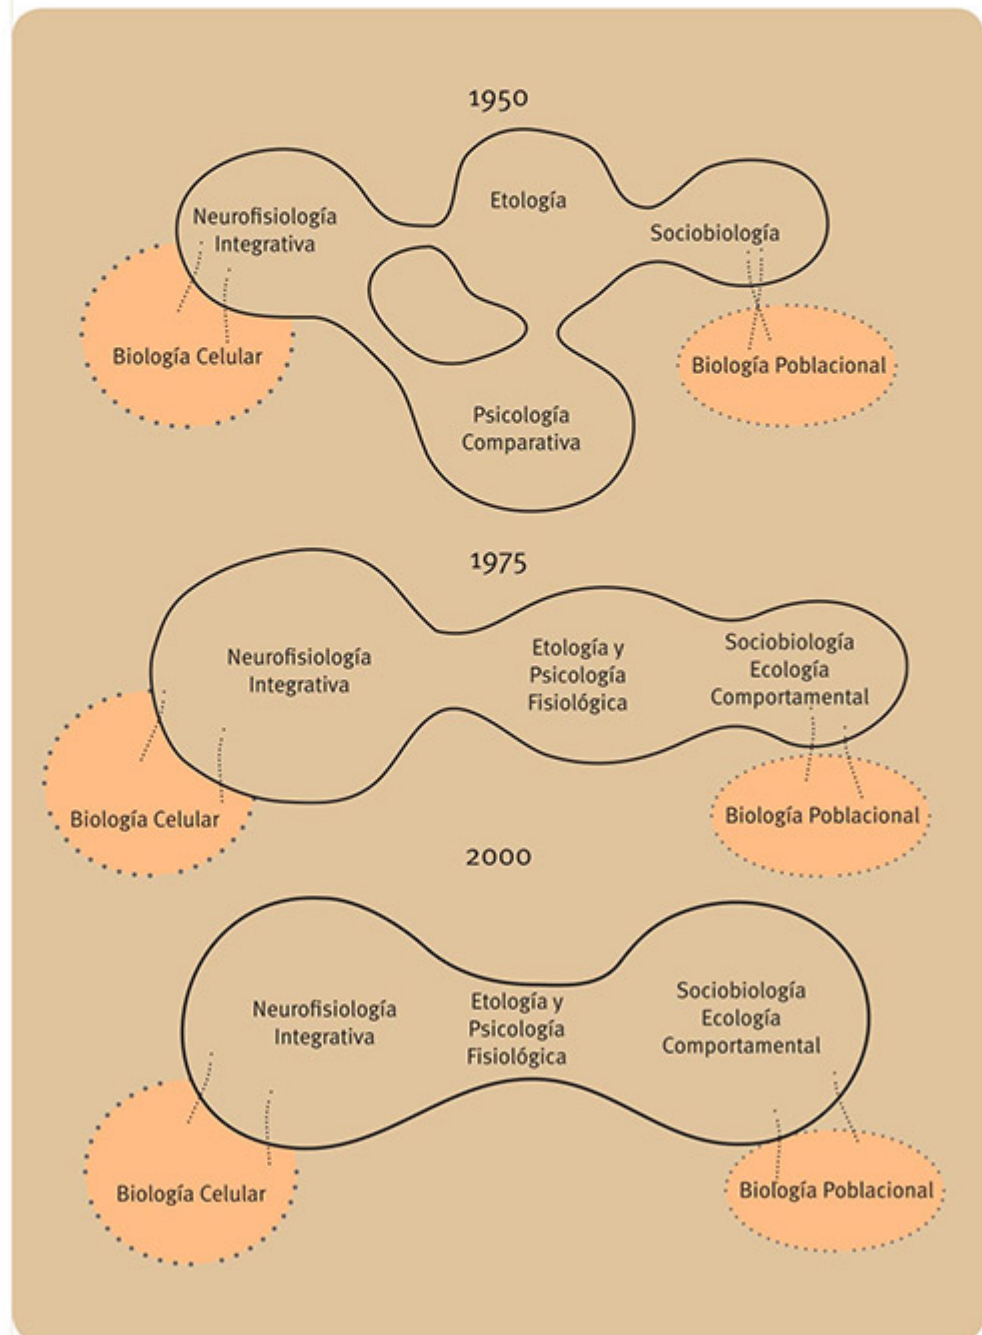 1950
Etología
Neurofisiología
Integrativa
Sociobiología
Biología Celular
Biología Poblacional
Psicología
Comparativa
1975
Neurofisiología
Integrativa
Etología y
Psicología
Fisiológica
Sociobiología
Ecología
Comportamental
Biología Celular
Biología Poblacional
2000
Neurofisiología
Integrativa
Etología y
Psicología
Fisiológica
Sociobiología
Ecología
Comportamental
Biología Celular
Biología Poblacional